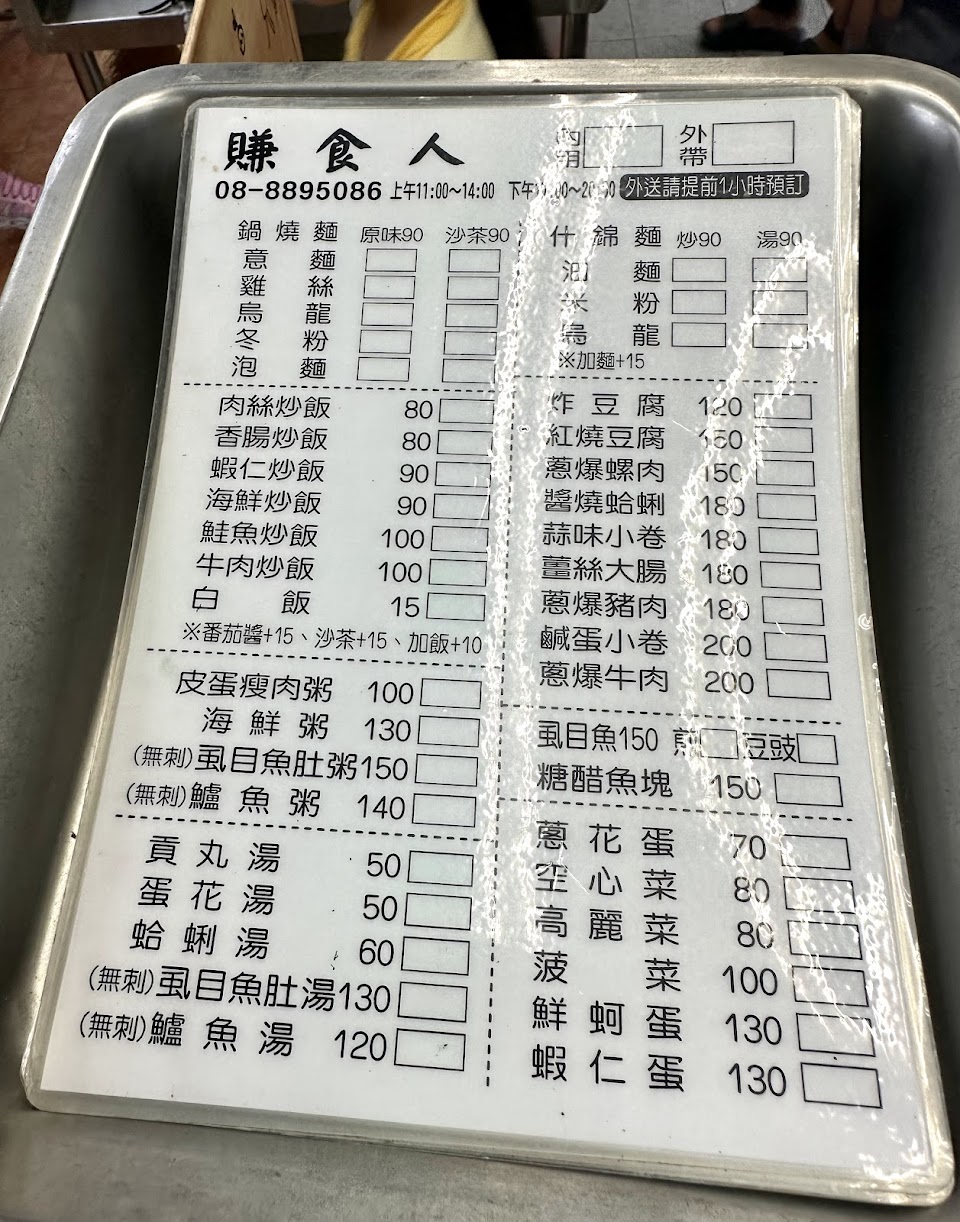 賺食人
內用 外帶
08-8895086 上午11:00～14:00 下午 :00～20: 0 外送請提前1小時預訂
鍋燒麵 原味90 沙茶90
意麵
雞絲
烏龍
冬粉
泡麵
什錦麵 炒90 湯90
油麵
米粉
烏龍
※加麵+15
肉絲炒飯 80
香腸炒飯 80
蝦仁炒飯 90
海鮮炒飯 90
鮭魚炒飯 100
牛肉炒飯 100
白飯 15
※番茄醬+15、沙茶+15、加飯+10
皮蛋瘦肉粥 100
海鮮粥 130
(無刺)虱目魚肚粥150
(無刺)鱸魚粥 140
貢丸湯 50
蛋花湯 50
蛤蜊湯 60
(無刺)虱目魚肚湯130
(無刺)鱸魚湯 120
炸豆腐 120
紅燒豆腐 150
蔥爆螺肉 150
醬燒蛤蜊 180
蒜味小卷 180
薑絲大腸 180
蔥爆豬肉 180
鹹蛋小卷 200
蔥爆牛肉 200
虱目魚150 煎 豆豉
糖醋魚塊 150
蔥花蛋 70
空心菜 80
高麗菜 80
菠菜 100
鮮蚵蛋 130
蝦仁蛋 130